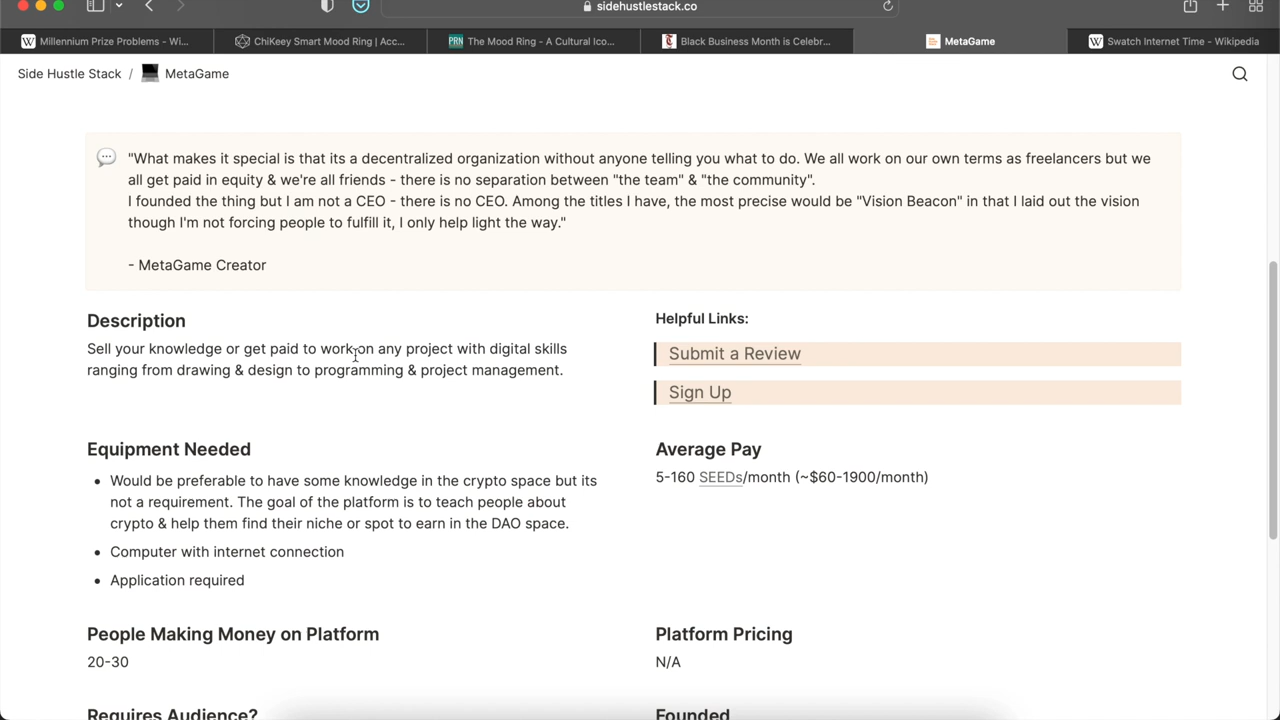 sidehustlestack.co
Millennium Prize Problems - Wi...
ChiKeey Smart Mood Ring | Acc...
PRN
The Mood Ring - A Cultural Ico...
Black Business Month is Celebr...
MetaGame
Swatch Internet Time - Wikipedia
Side Hustle Stack / MetaGame
"What makes it special is that its a decentralized organization without anyone telling you what to do. We all work on our own terms as freelancers but we
all get paid in equity & we're all friends - there is no separation between "the team" & "the community".
I founded the thing but I am not a CEO - there is no CEO. Among the titles I have, the most precise would be "Vision Beacon" in that I laid out the vision
though I'm not forcing people to fulfill it, I only help light the way."
- MetaGame Creator
Description
Sell your knowledge or get paid to work on any project with digital skills
ranging from drawing & design to programming & project management.
Helpful Links:
Submit a Review
Sign Up
Equipment Needed
• Would be preferable to have some knowledge in the crypto space but its
not a requirement. The goal of the platform is to teach people about
crypto & help them find their niche or spot to earn in the DAO space.
• Computer with internet connection
• Application required
Average Pay
5-160 SEEDs/month (~$60-1900/month)
People Making Money on Platform
20-30
Platform Pricing
N/A
Requires Audience?
Founded